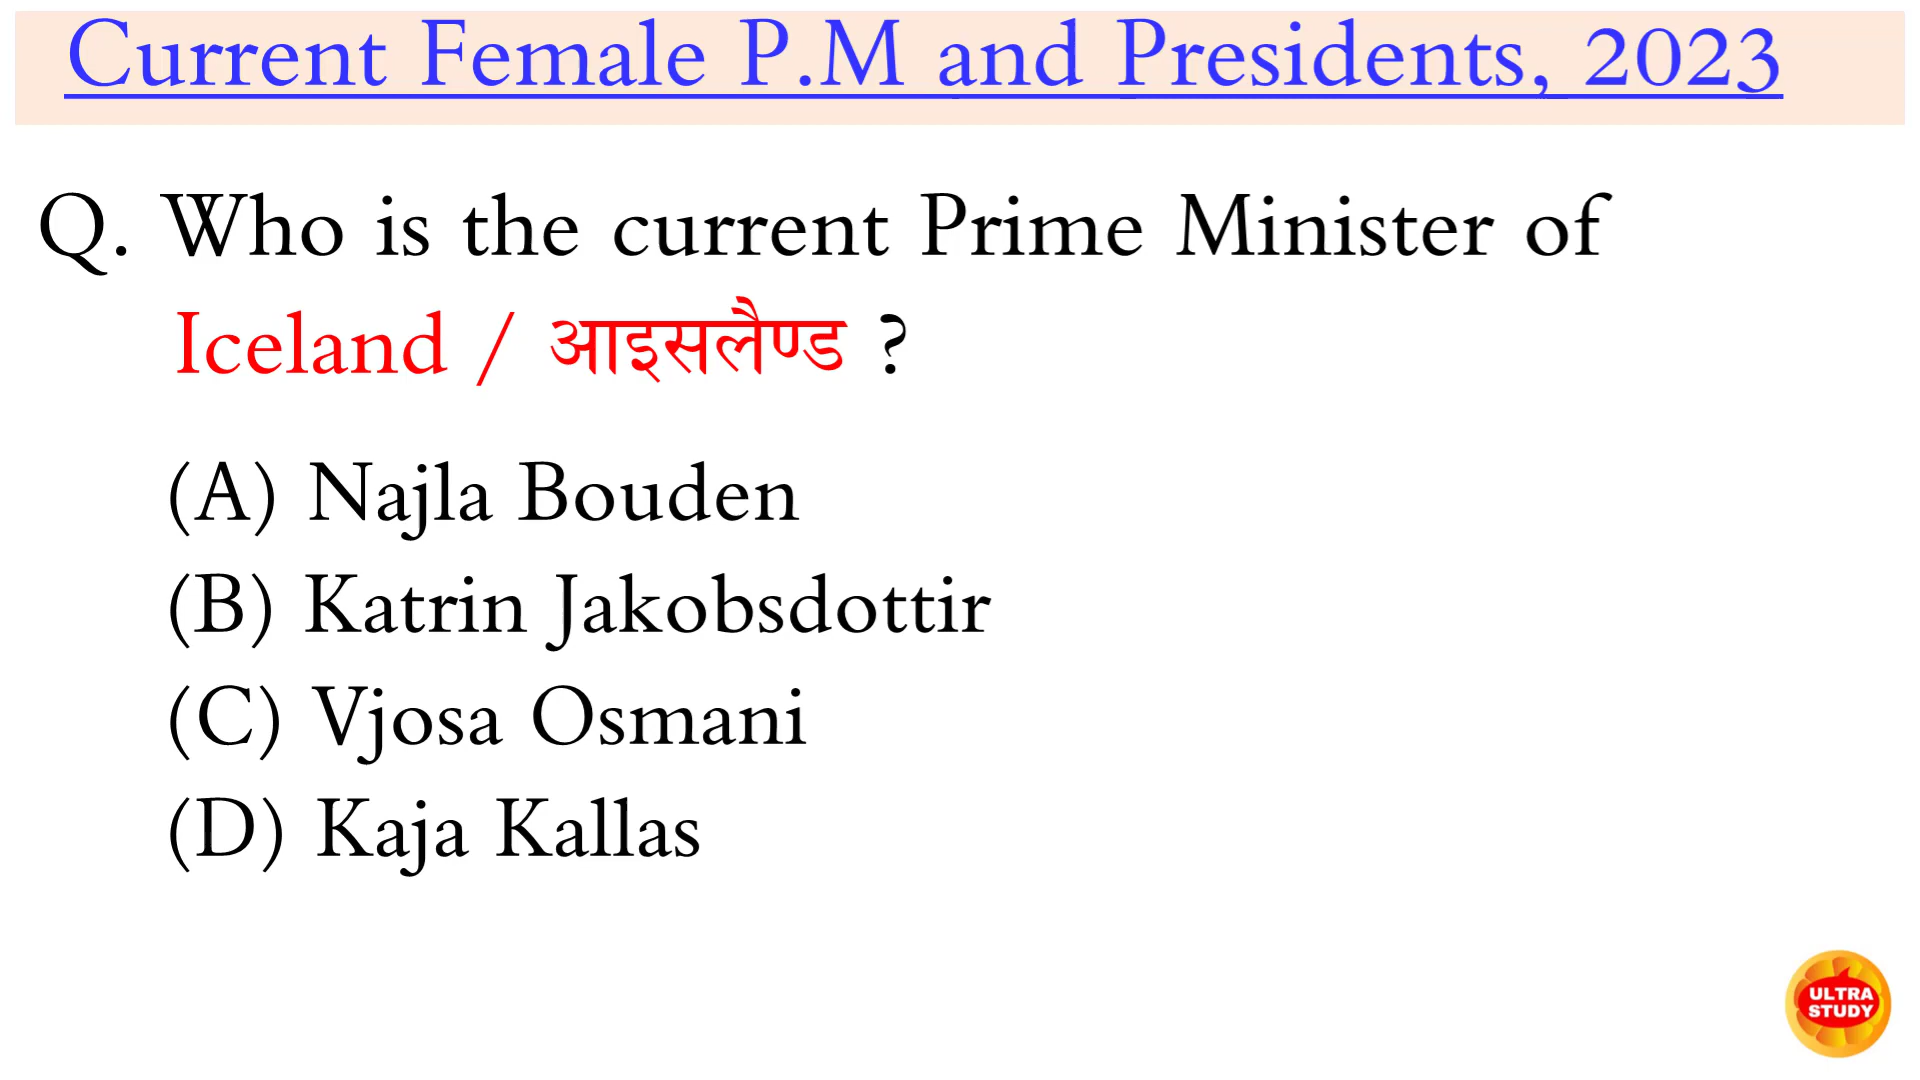 Current Female P.M and Presidents, 2023
Q. Who is the current Prime Minister of
Iceland / आइसलैण्ड ?
(A) Najla Bouden
(B) Katrin Jakobsdottir
(C) Vjosa Osmani
(D) Kaja Kallas
ULTRA
STUDY